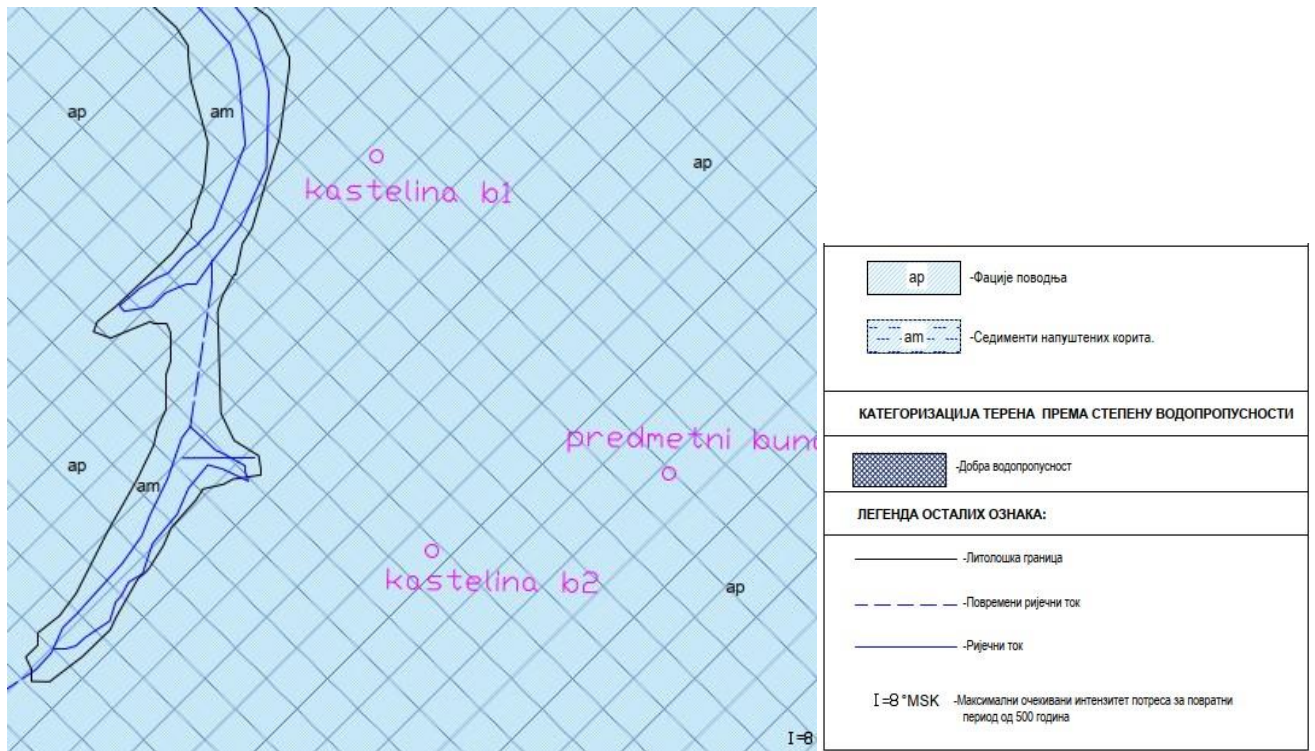 ap
am
ap
kastelina b1
predmetni bun
ap
am
kastelina b2
ap
I=8
ap -Фације поводња
am -Седименти напуштених корита.
КАТЕГОРИЗАЦИЈА ТЕРЕНА ПРЕМА СТЕПЕНУ ВОДОПРОПУСНОСТИ
-Добра водопропусност
ЛЕГЕНДА ОСТАЛИХ ОЗНАКА:
-Литолошка граница
-Повремени ријечни ток
-Ријечни ток
I=8°MSK -Максимални очекивани интензитет потреса за повратни
период од 500 година